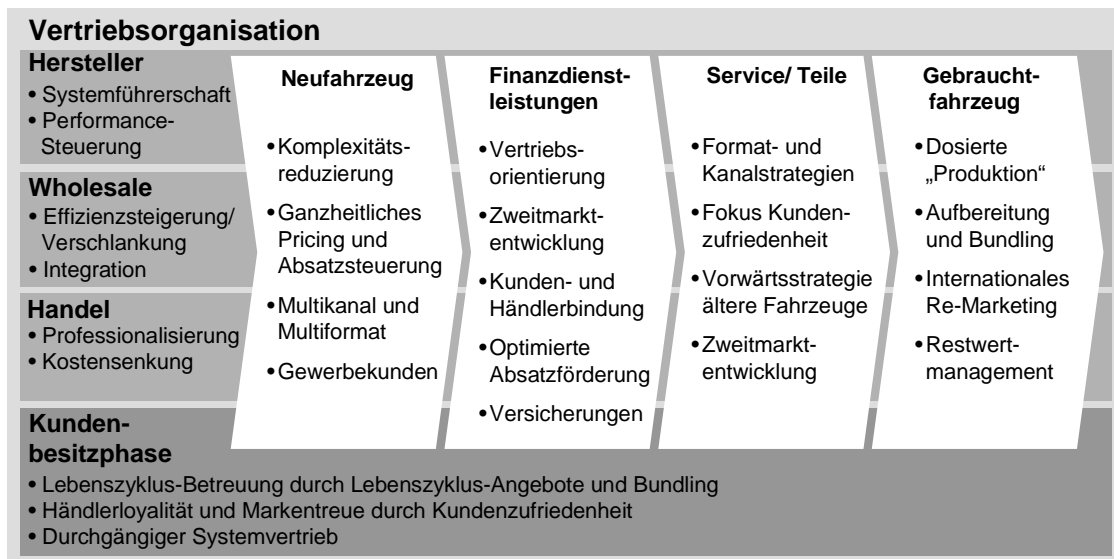 Vertriebsorganisation
Hersteller
• Systemführerschaft
• Performance-
Steuerung
Wholesale
• Effizienzsteigerung/
Verschlankung
• Integration
Handel
• Professionalisierung
• Kostensenkung
Neufahrzeug
• Komplexitäts-
reduzierung
• Ganzheitliches
Pricing und
Absatzsteuerung
• Multikanal und
Multiformat
• Gewerbekunden
Finanzdienst-
leistungen
• Vertriebs-
orientierung
• Zweitmarkt-
entwicklung
• Kunden- und
Händlerbindung
• Optimierte
Absatzförderung
• Versicherungen
Service/ Teile
• Format- und
Kanalstrategien
• Fokus Kunden-
zufriedenheit
• Vorwärtsstrategie
ältere Fahrzeuge
• Zweitmarkt-
entwicklung
Gebraucht-
fahrzeug
• Dosierte
„Produktion“
• Aufbereitung
und Bundling
• Internationales
Re-Marketing
• Restwert-
management
Kunden-
besitzphase
• Lebenszyklus-Betreuung durch Lebenszyklus-Angebote und Bundling
• Händlerloyalität und Markentreue durch Kundenzufriedenheit
• Durchgängiger Systemvertrieb